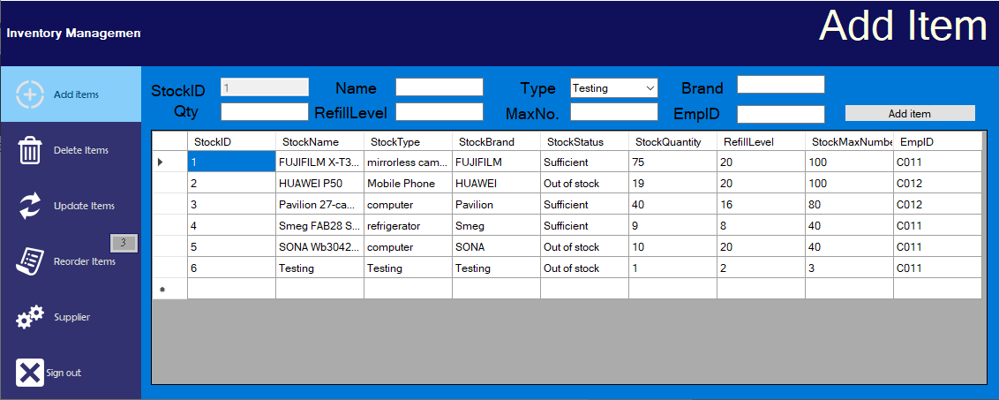 Inventory Managemen
Add Item
Add items
Delete Items
Update Items
3
Reorder Items
Supplier
Sign out
StockID 1 Name Type Testing Brand
Qty RefillLevel MaxNo. EmpID Add item
StockID StockName StockType StockBrand StockStatus StockQuantity RefillLevel StockMaxNumbe EmpID
1 FUJIFILM X-T3... mirrorless cam... FUJIFILM Sufficient 75 20 100 C011
2 HUAWEI P50 Mobile Phone HUAWEI Out of stock 19 20 100 C012
3 Pavilion 27-ca... computer Pavilion Sufficient 40 16 80 C012
4 Smeg FAB28 S... refrigerator Smeg Sufficient 9 8 40 C011
5 SONA Wb3042... computer SONA Out of stock 10 20 40 C011
6 Testing Testing Testing Out of stock 1 2 3 C011